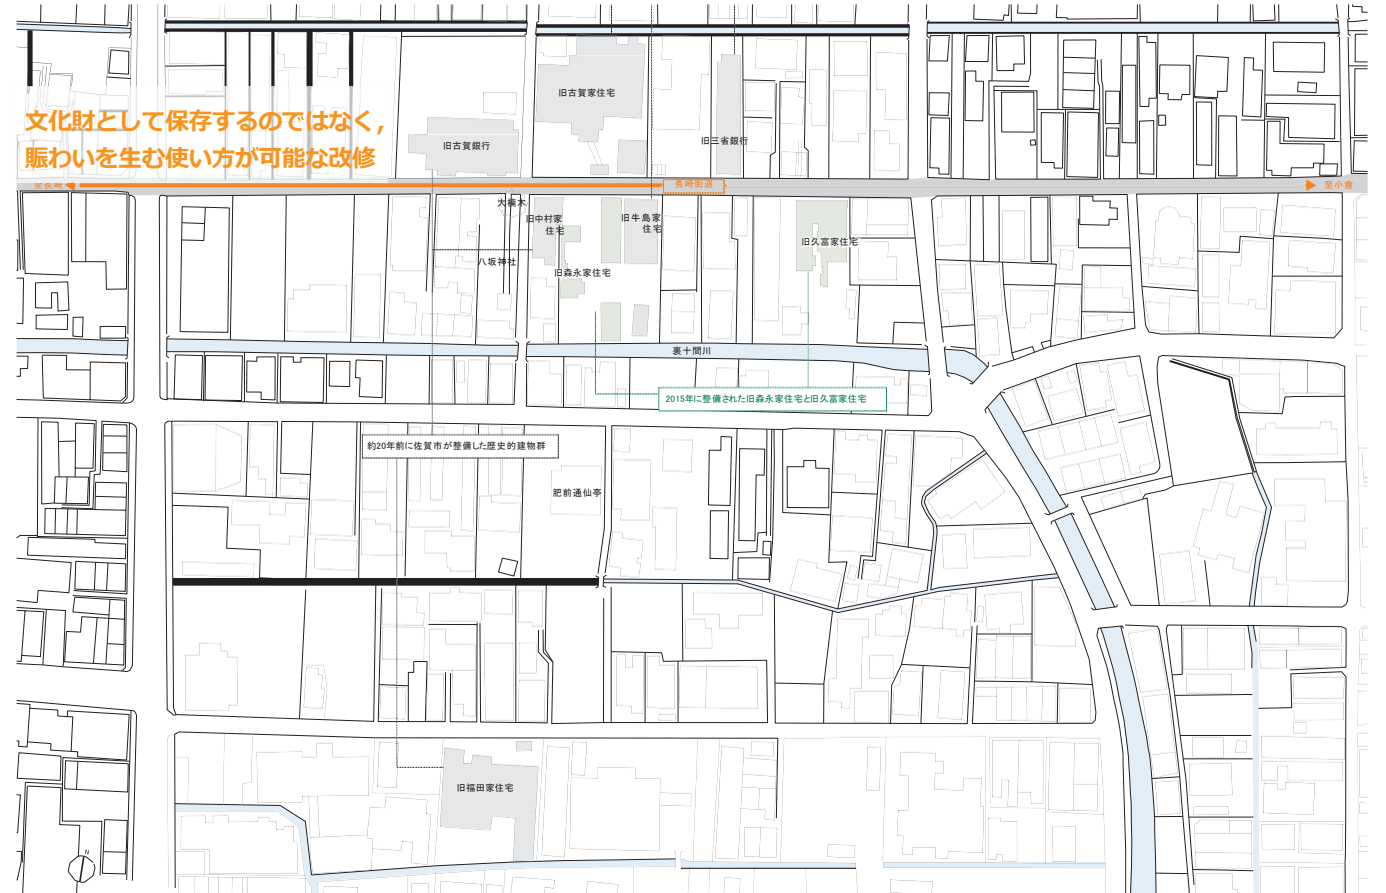 旧古賀家住宅
文化財として保存するのではなく,
賑わいを生む使い方が可能な改修
旧古賀銀行
旧三省銀行
至長崎
長崎街道
至小倉
大楠木
旧中村家
住宅
旧牛島家
住宅
旧久富家住宅
八坂神社
旧森永家住宅
裏十間川
2015年に整備された旧森永家住宅と旧久富家住宅
約20年前に佐賀市が整備した歴史的建物群
肥前通仙亭
旧福田家住宅
N